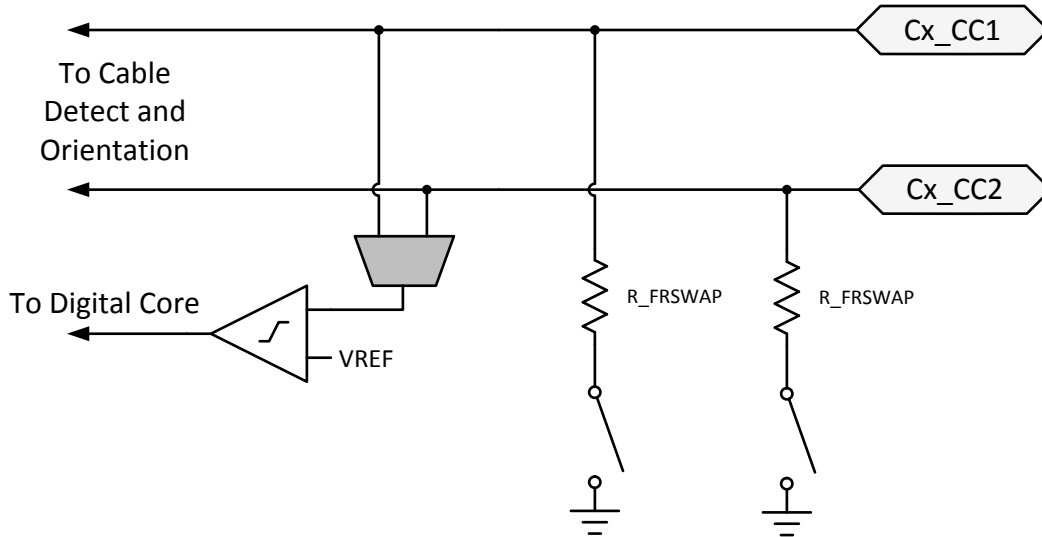 Cx_CC1
To Cable
Detect and
Orientation
Cx_CC2
To Digital Core
R_FRSWAP
R_FRSWAP
VREF